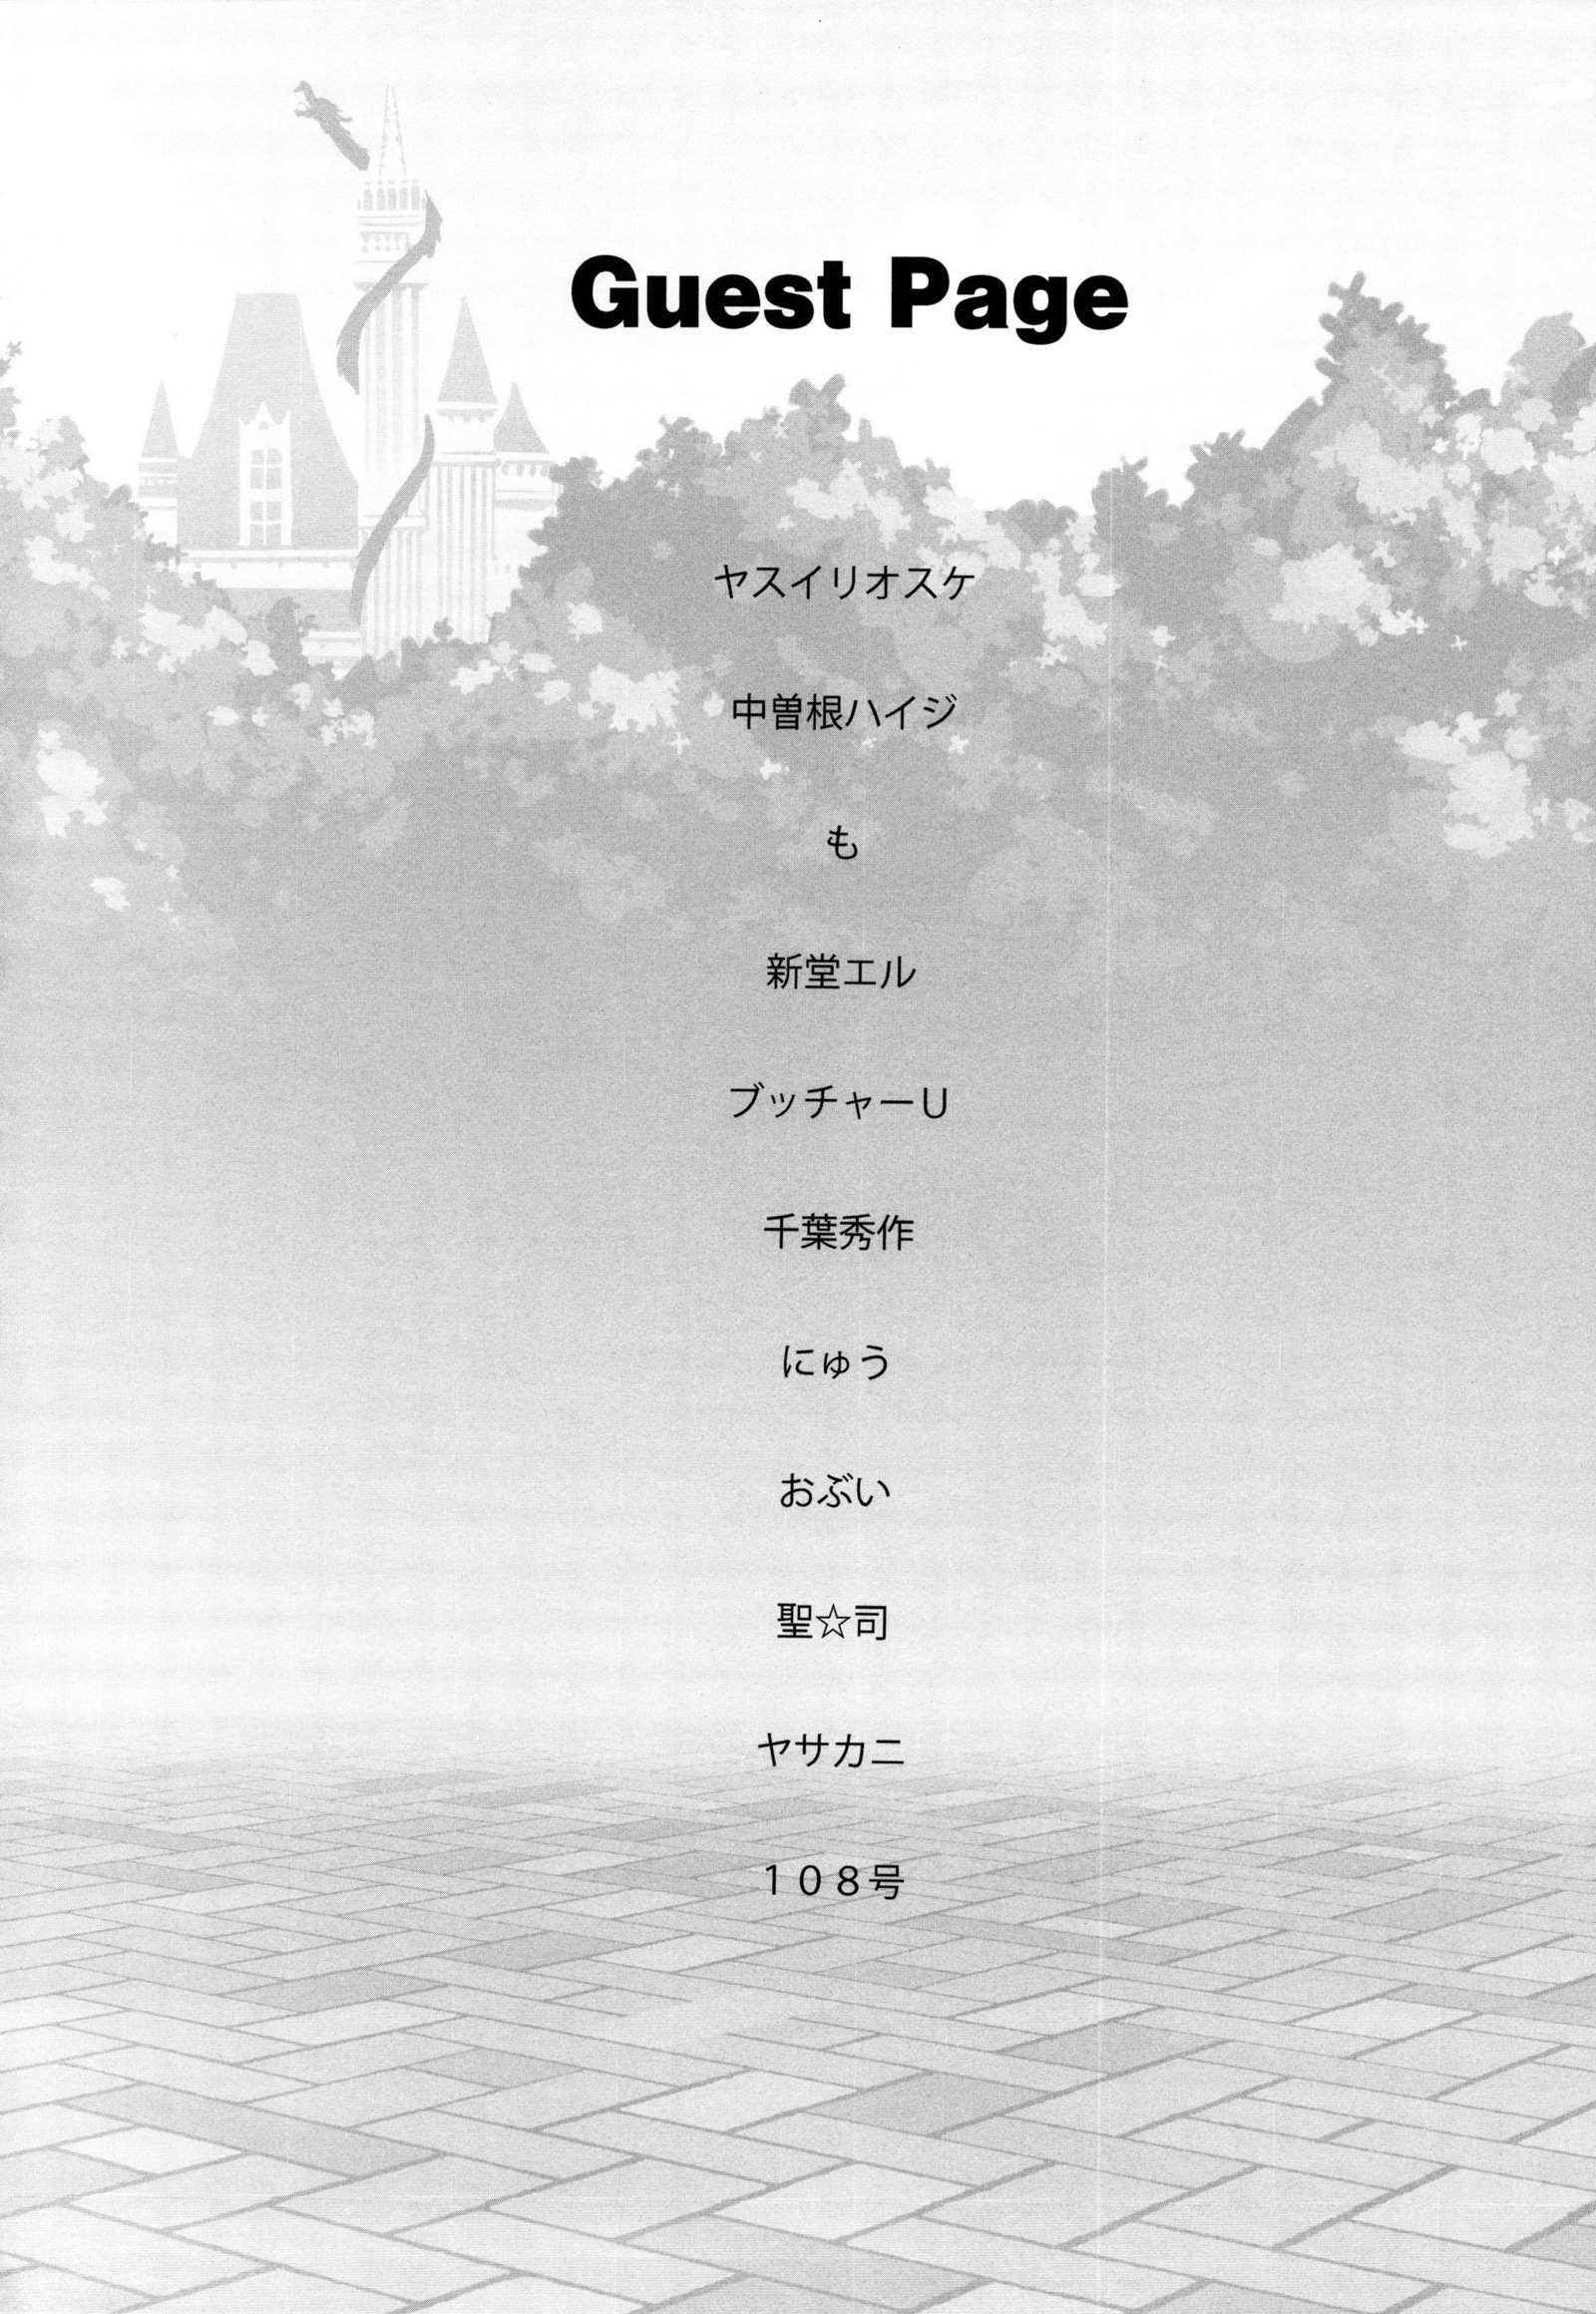 Guest Page
ヤスイリオスケ
中曽根ハイジ
も
新堂エル
ブッチャーU
千葉秀作
にゅう
おぶい
聖☆司
ヤサカニ
１０８号